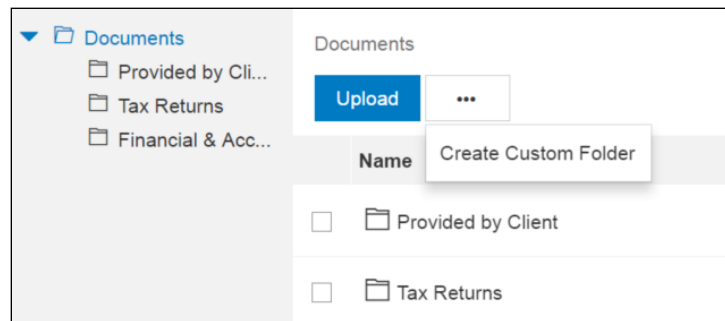 Documents
Provided by Cli...
Tax Returns
Financial & Acc...
Documents
Upload
•••
Create Custom Folder
Name
Provided by Client
Tax Returns